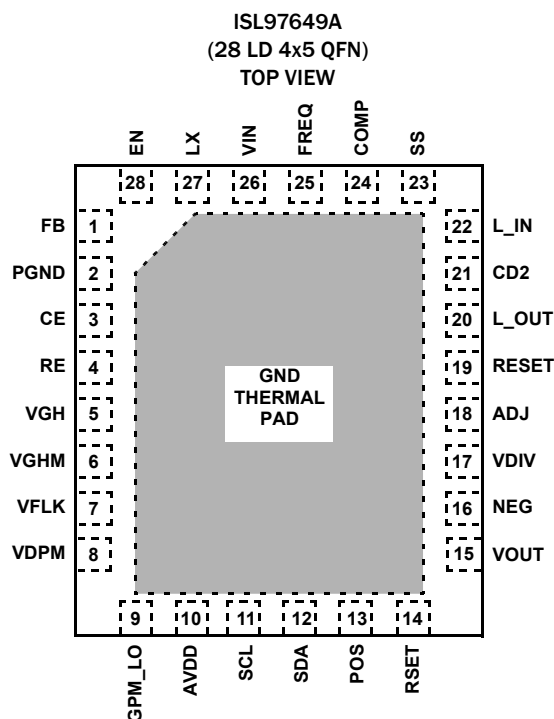 ISL97649A
(28 LD 4x5 QFN)
TOP VIEW
EN LX VIN FREQ COMP SS
28 27 26 25 24 23
FB 1
PGND 2
CE 3
RE 4
VGH 5
VGHM 6
VFLK 7
VDPM 8
GND
THERMAL
PAD
22 L_IN
21 CD2
20 L_OUT
19 RESET
18 ADJ
17 VDIV
16 NEG
15 VOUT
9 10 11 12 13 14
GPM_LO AVDD SCL SDA POS RSET